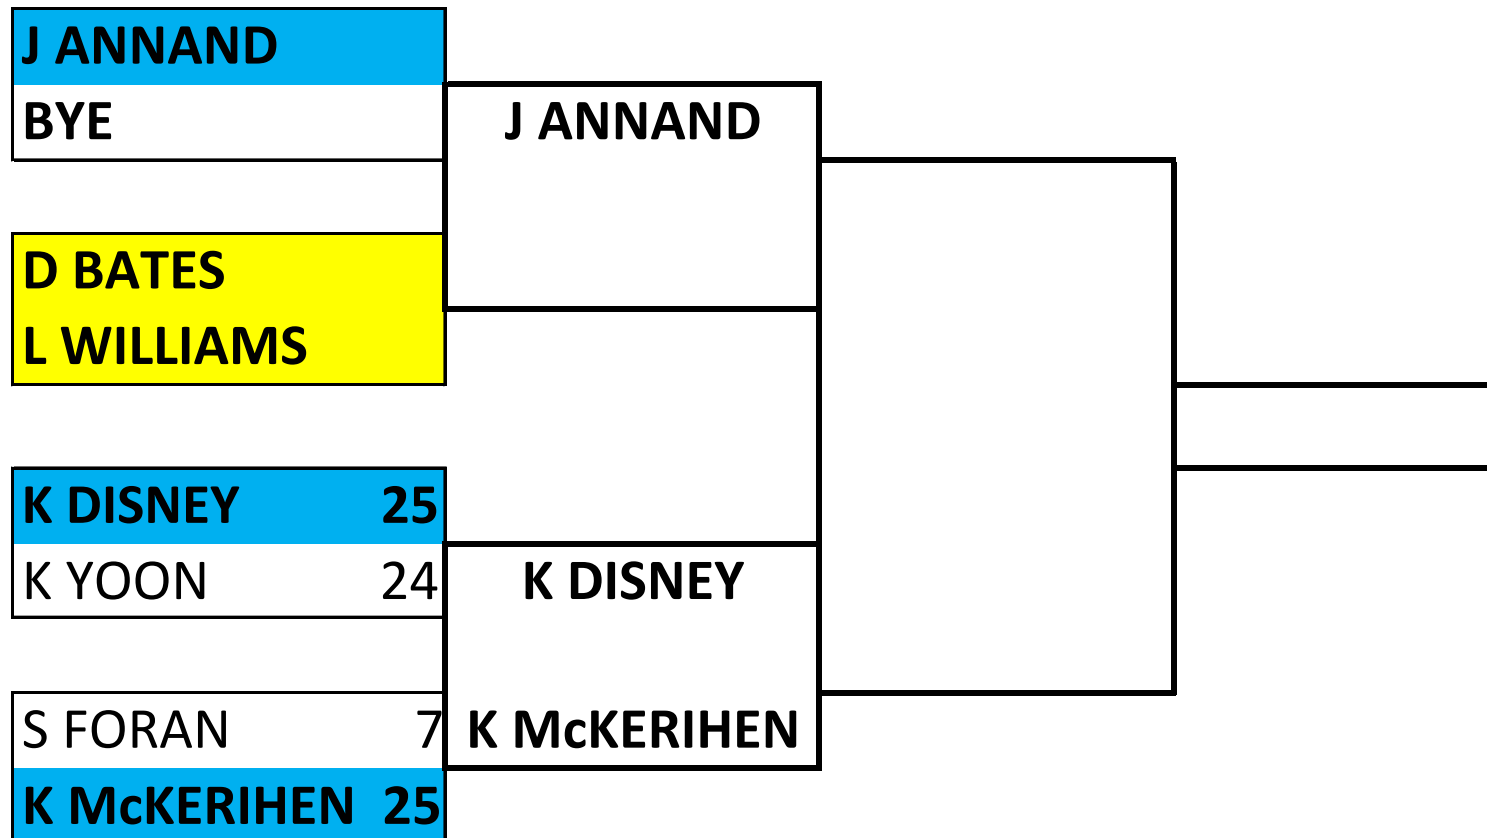 J ANNAND
BYE
J ANNAND
D BATES
L WILLIAMS
K DISNEY 25
K YOON 24
K DISNEY
S FORAN 7
K McKERIHEN
K McKERIHEN 25